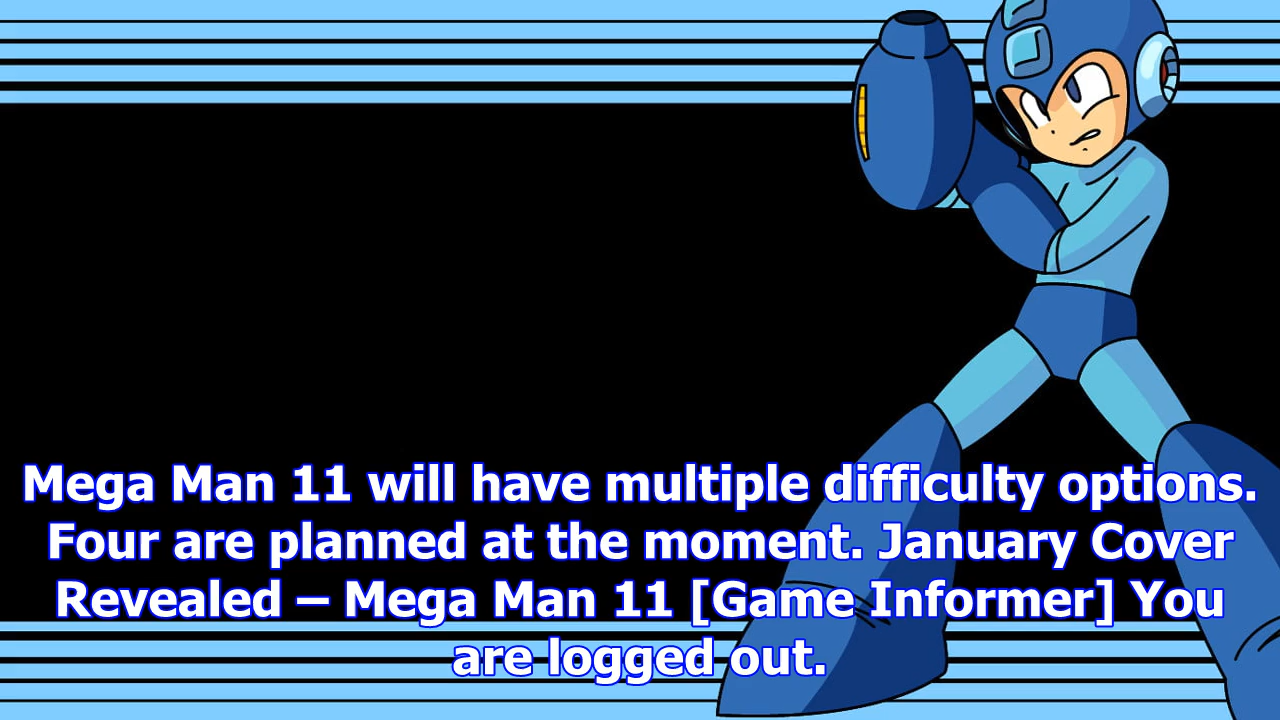 Mega Man 11 will have multiple difficulty options.
Four are planned at the moment. January Cover
Revealed – Mega Man 11 [Game Informer] You
are logged out.